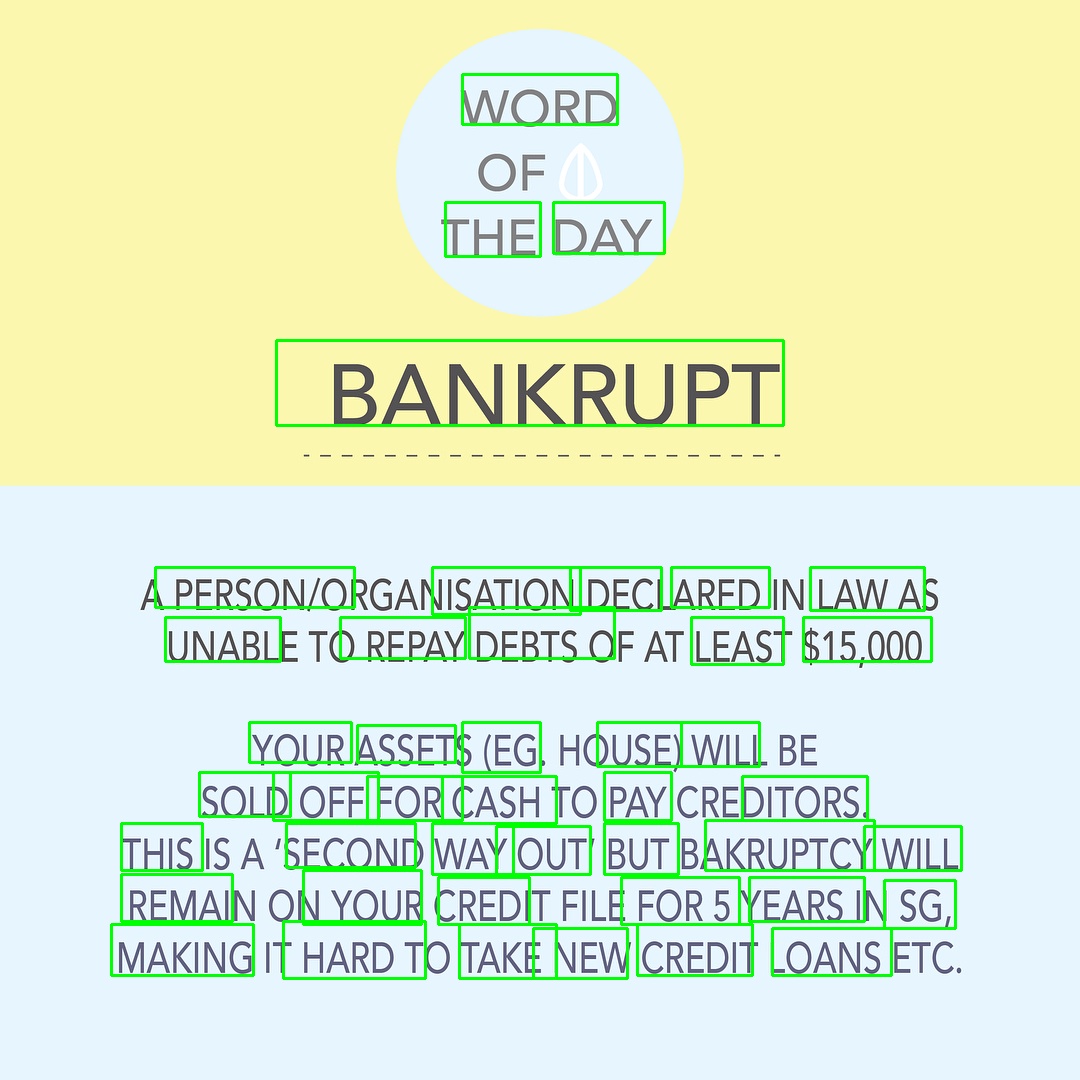 WORD
OF
THE DAY
BANKRUPT
A PERSON/ORGANISATION DECLARED IN LAW AS
UNABLE TO REPAY DEBTS OF AT LEAST $15,000
YOUR ASSETS (EG. HOUSE) WILL BE
SOLD OFF FOR CASH TO PAY CREDITORS.
THIS IS A ‘SECOND WAY OUT’ BUT BAKRUPTCY WILL
REMAIN ON YOUR CREDIT FILE FOR 5 YEARS IN SG,
MAKING IT HARD TO TAKE NEW CREDIT LOANS ETC.